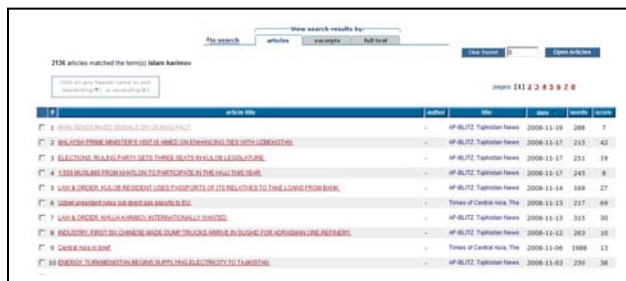 View search results by:
to search articles excerpts full text
Clear Basket 0 Open Articles
2136 articles matched the term(s) islam karimov
Click on any header name to pick
descending(▼) or ascending(▲)
pages: [1] 2 3 4 5 6 7 8
# article title author title date words score
1 - AP-BLITZ. Tajikistan News 2008-11-19 288 7
2 MALAYSIA PRIME MINISTER'S VISIT IS AIMED ON ENHANCING TIES WITH UZBEKISTAN. - AP-BLITZ. Tajikistan News 2008-11-17 213 42
3 ELECTIONS. RULING PARTY GETS THREE SEATS IN KULOB LEGISLATURE. - AP-BLITZ. Tajikistan News 2008-11-17 251 19
4 1,559 MUSLIMS FROM KHATLON TO PARTICIPATE IN THE HAJJ THIS YEAR. - AP-BLITZ. Tajikistan News 2008-11-17 245 8
5 LAW & ORDER. KULOB RESIDENT USES PASSPORTS OF ITS RELATIVES TO TAKE LOANS FROM BANK. - AP-BLITZ. Tajikistan News 2008-11-14 169 27
6 Uzbek president rules out direct gas exports to EU. - Times of Central Asia, The 2008-11-13 217 69
7 LAW & ORDER. KHUJA KARIMOV INTERNATIONALLY WANTED. - AP-BLITZ. Tajikistan News 2008-11-13 315 30
8 INDUSTRY. FIRST SIX CHINESE-MADE DUMP TRUCKS ARRIVE IN SUGHD FOR ADRASMAN ORE REFINERY. - AP-BLITZ. Tajikistan News 2008-11-12 263 10
9 Central Asia in brief. - Times of Central Asia, The 2008-11-06 1988 13
10 ENERGY. TURKMENISTAN BEGINS SUPPLYING ELECTRICITY TO TAJIKISTAN. - AP-BLITZ. Tajikistan News 2008-11-03 250 38